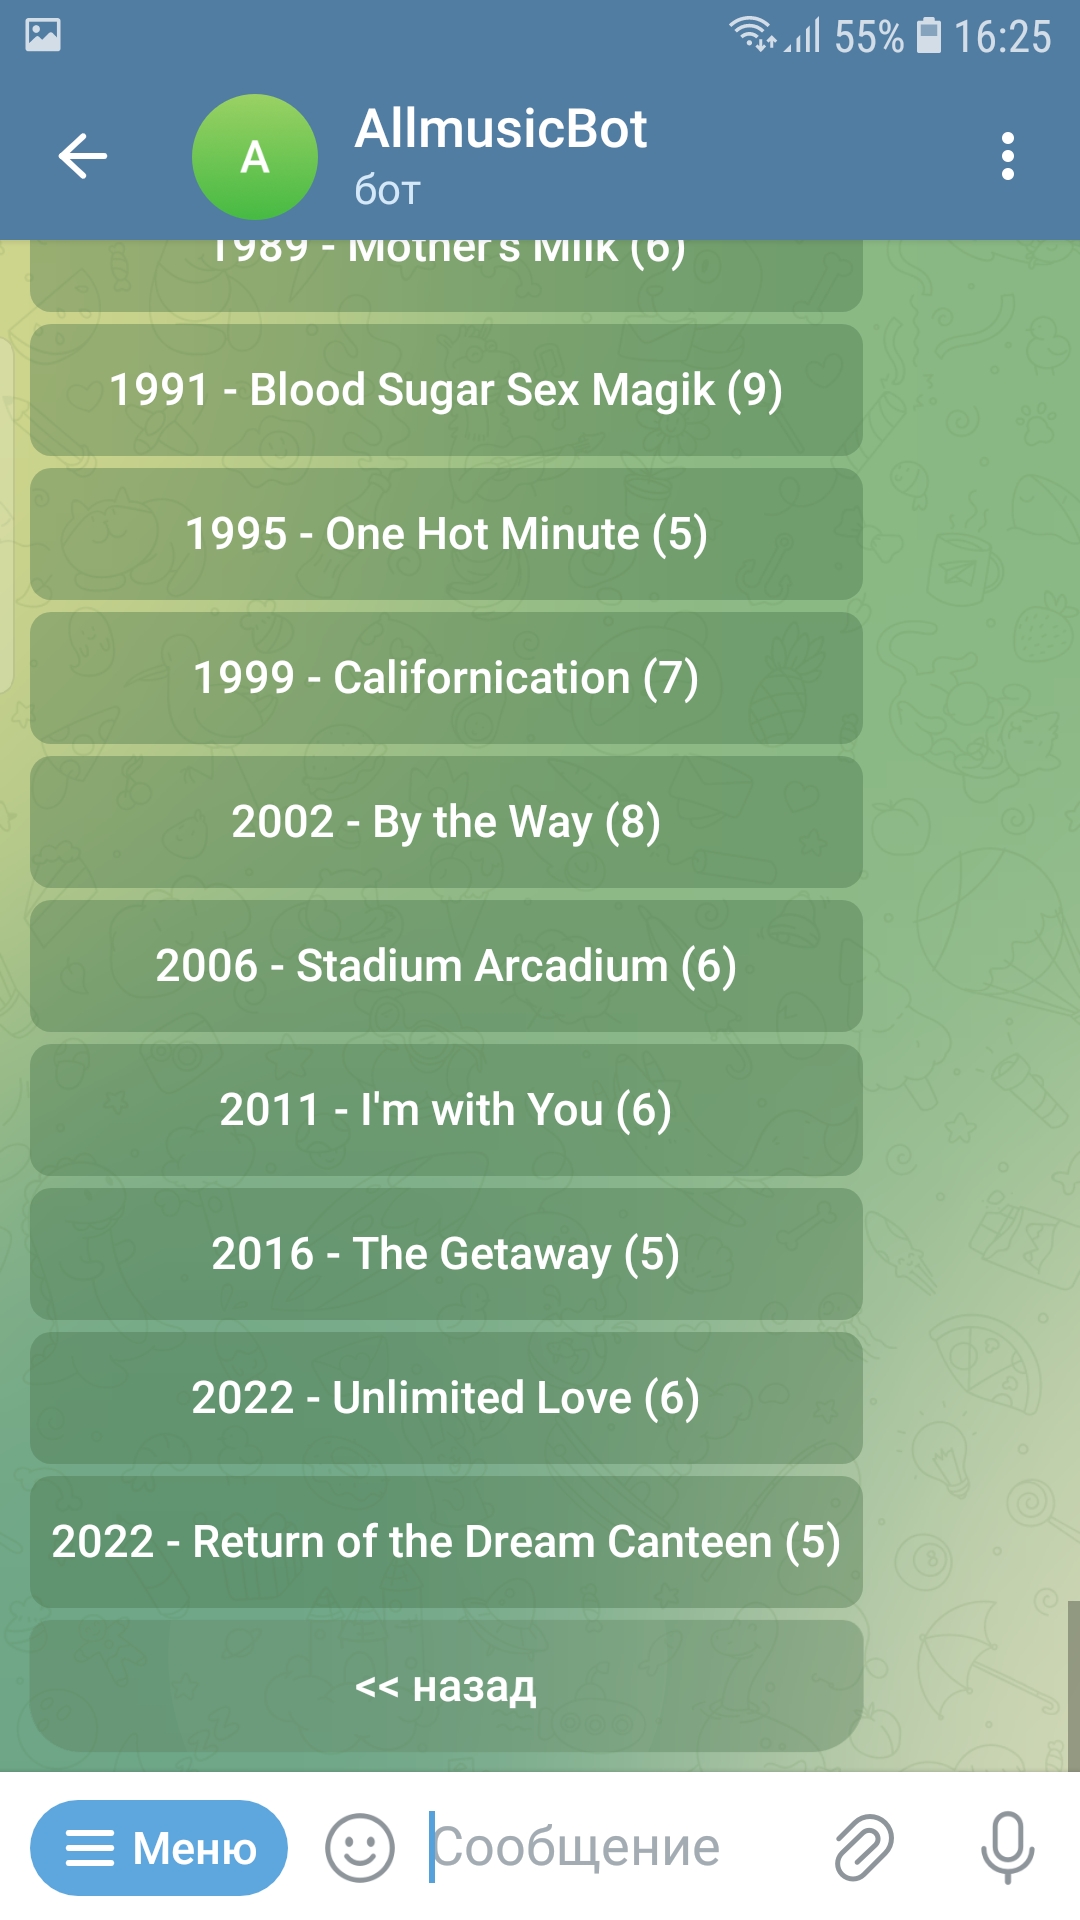 55% 16:25
A
AllmusicBot
бот
1989 - Mother's Milk (6)
1991 - Blood Sugar Sex Magik (9)
1995 - One Hot Minute (5)
1999 - Californication (7)
2002 - By the Way (8)
2006 - Stadium Arcadium (6)
2011 - I'm with You (6)
2016 - The Getaway (5)
2022 - Unlimited Love (6)
2022 - Return of the Dream Canteen (5)
<< назад
Меню
Сообщение